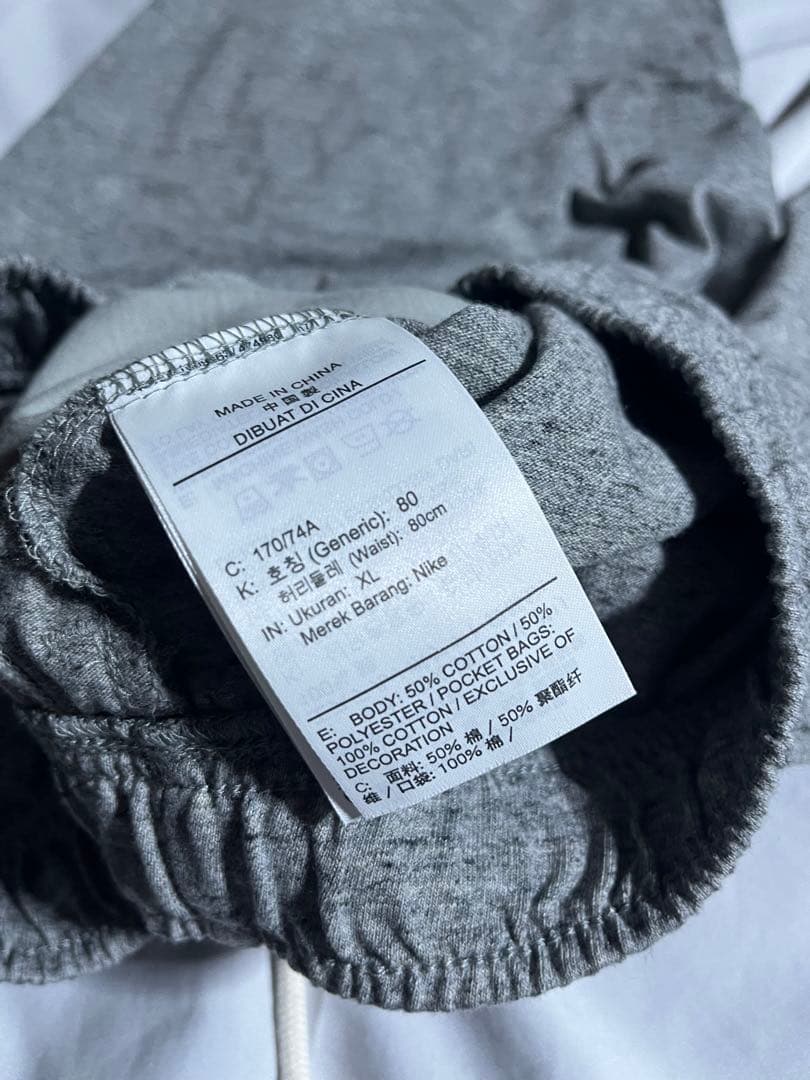 MADE IN CHINA
中国製
DIBUAT DI CINA
C: 170/74A
K: 호칭 (Generic): 80
허리둘레 (Waist): 80cm
IN: Ukuran: XL
Merek Barang: Nike
E: BODY: 50% COTTON / 50%
POLYESTER / POCKET BAGS:
100% COTTON / EXCLUSIVE OF
DECORATION
C: 面料: 50% 棉 / 50% 聚酯纤
维 / 口袋: 100% 棉 /